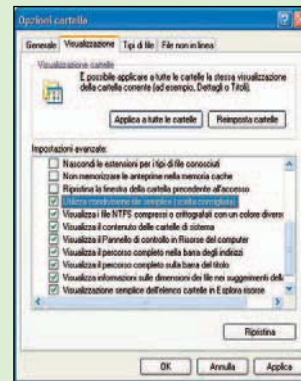 Opzioni cartella
Generale Visualizzazione Tipi di file File non in linea
Visualizzazione cartelle
È possibile applicare a tutte le cartelle la stessa visualizzazione
della cartella corrente (ad esempio, Dettagli o Titoli).
Applica a tutte le cartelle Reimposta cartelle
Impostazioni avanzate:
Nascondi le estensioni per i tipi di file conosciuti
Non memorizzare le anteprime nella memoria cache
Ripristina la finestra della cartella precedente all'accesso
Utilizza condivisione file semplice (scelta consigliata)
Visualizza i file NTFS compressi o crittografati con un colore divers
Visualizza il contenuto delle cartelle di sistema
Visualizza il Pannello di controllo in Risorse del computer
Visualizza il percorso completo nella barra degli indirizzi
Visualizza il percorso completo sulla barra del titolo
Visualizza informazioni sulle dimensioni dei file nei suggerimenti della
Visualizzazione semplice dell'elenco cartelle in Esplora risorse
Ripristina
OK Annulla Applica